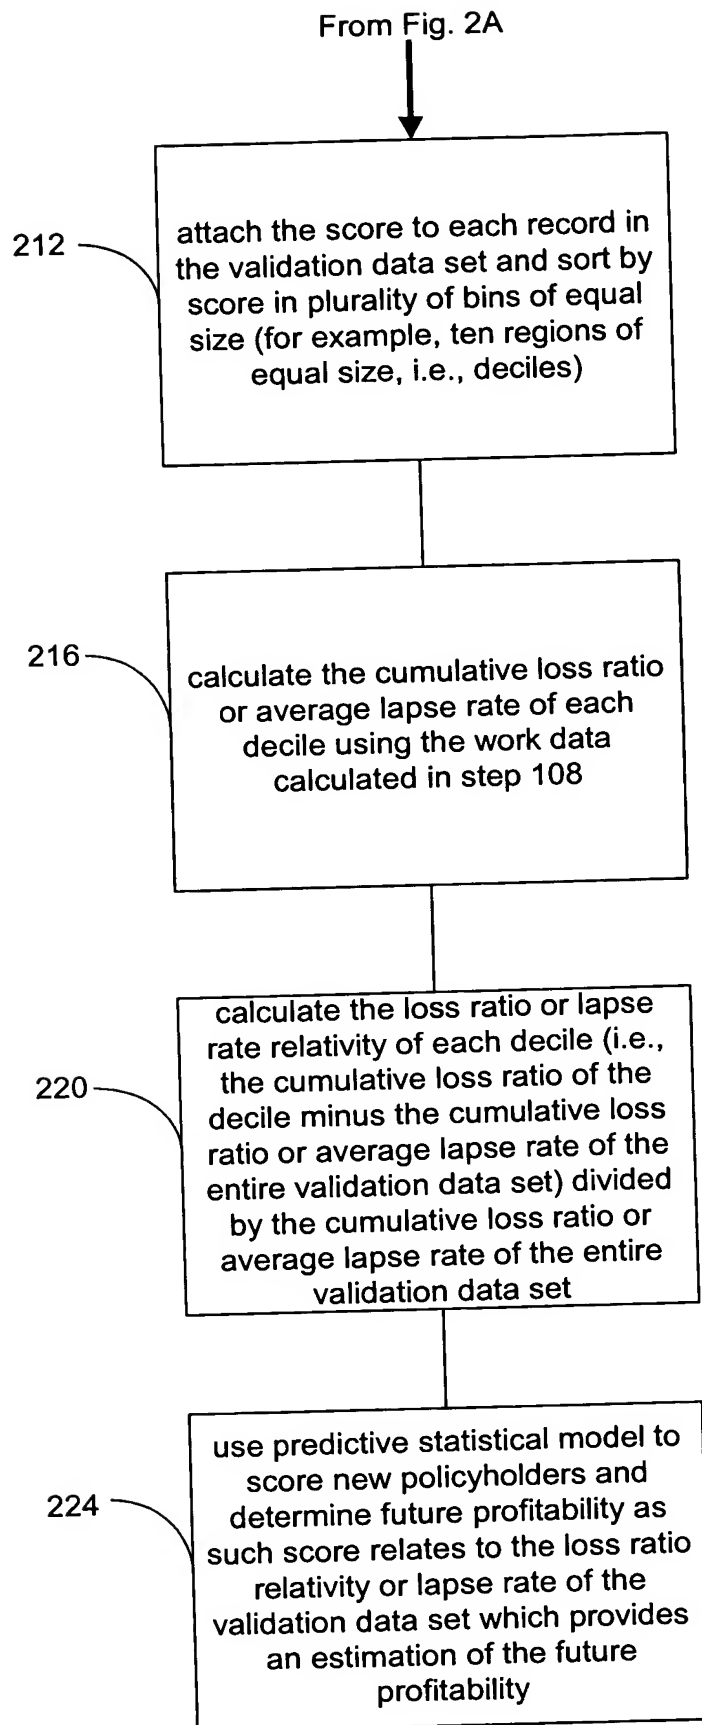 From Fig. 2A
212
attach the score to each record in
the validation data set and sort by
score in plurality of bins of equal
size (for example, ten regions of
equal size, i.e., deciles)
216
calculate the cumulative loss ratio
or average lapse rate of each
decile using the work data
calculated in step 108
220
calculate the loss ratio or lapse
rate relativity of each decile (i.e.,
the cumulative loss ratio of the
decile minus the cumulative loss
ratio or average lapse rate of the
entire validation data set) divided
by the cumulative loss ratio or
average lapse rate of the entire
validation data set
224
use predictive statistical model to
score new policyholders and
determine future profitability as
such score relates to the loss ratio
relativity or lapse rate of the
validation data set which provides
an estimation of the future
profitability